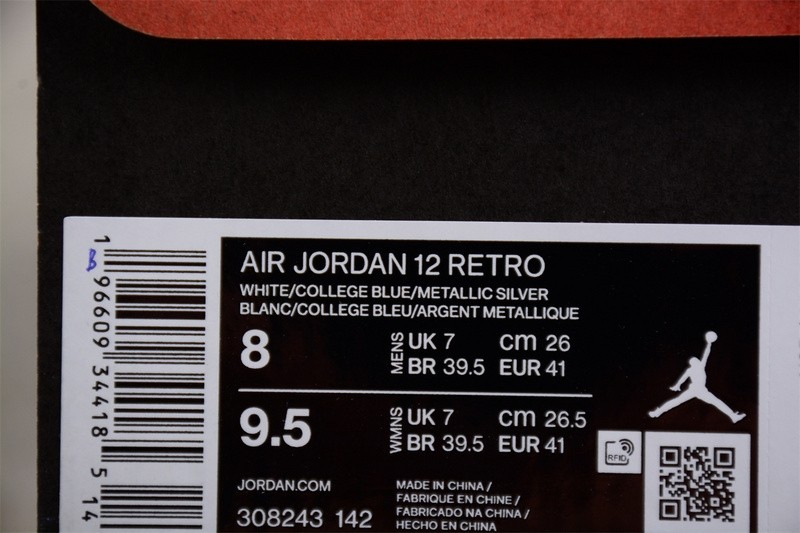 AIR JORDAN 12 RETRO
WHITE/COLLEGE BLUE/METALLIC SILVER
BLANC/COLLEGE BLEU/ARGENT METALLIQUE
8 MENS UK 7 cm 26
BR 39.5 EUR 41
9.5 WMNS UK 7 cm 26.5
BR 39.5 EUR 41
RFID
JORDAN.COM
308243 142
MADE IN CHINA /
FABRIQUE EN CHINE /
FABRICADO NA CHINA /
HECHO EN CHINA
1 96609 34418 5 14
B